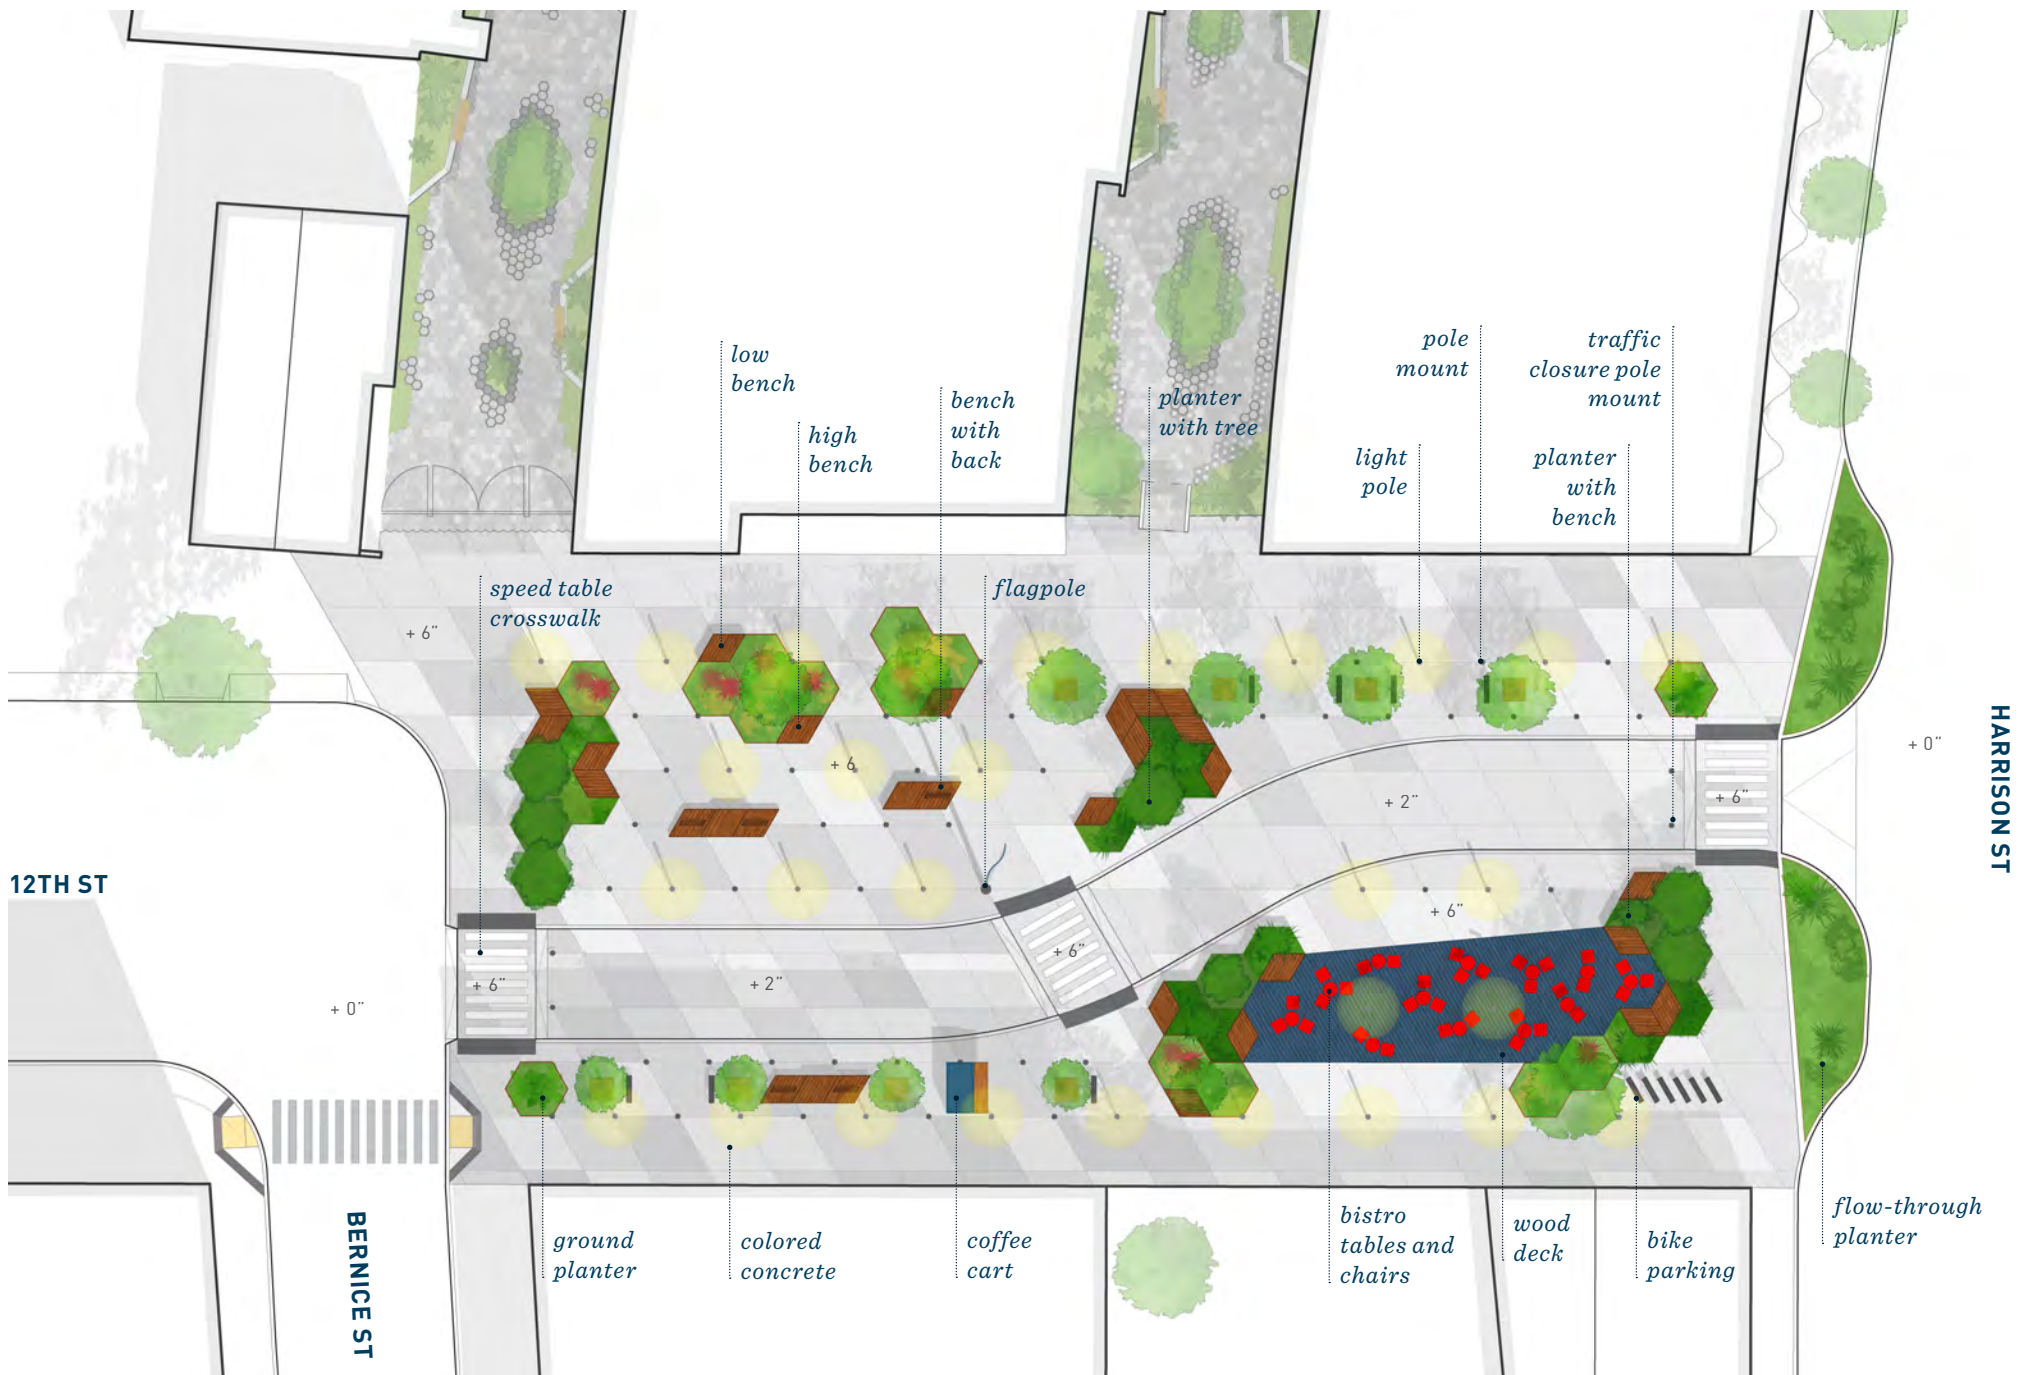 low
bench
high
bench
bench
with
back
planter
with tree
pole
mount
traffic
closure pole
mount
light
pole
planter
with
bench
speed table
crosswalk
flagpole
+ 6"
+ 6
+ 2"
+ 6"
+ 0"
HARRISON ST
12TH ST
+ 6"
+ 6"
+ 6"
+ 2"
+ 0"
BERNICE ST
ground
planter
colored
concrete
coffee
cart
bistro
tables and
chairs
wood
deck
bike
parking
flow-through
planter